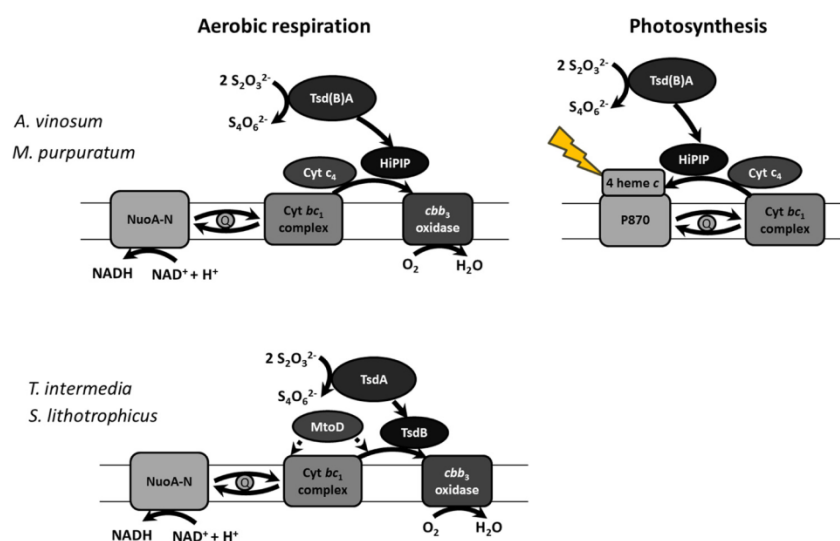 Aerobic respiration
Photosynthesis
A. vinosum
M. purpuratum
2 S₂O₃²⁻
S₄O₆²⁻
Tsd(B)A
HiPIP
Cyt c₄
NuoA-N
Q
Cyt bc₁
complex
cbb₃
oxidase
NADH
NAD⁺ + H⁺
O₂
H₂O
2 S₂O₃²⁻
S₄O₆²⁻
Tsd(B)A
HiPIP
Cyt c₄
4 heme c
P870
Q
Cyt bc₁
complex
T. intermedia
S. lithotrophicus
2 S₂O₃²⁻
S₄O₆²⁻
TsdA
MtoD
TsdB
NuoA-N
Q
Cyt bc₁
complex
cbb₃
oxidase
NADH
NAD⁺ + H⁺
O₂
H₂O